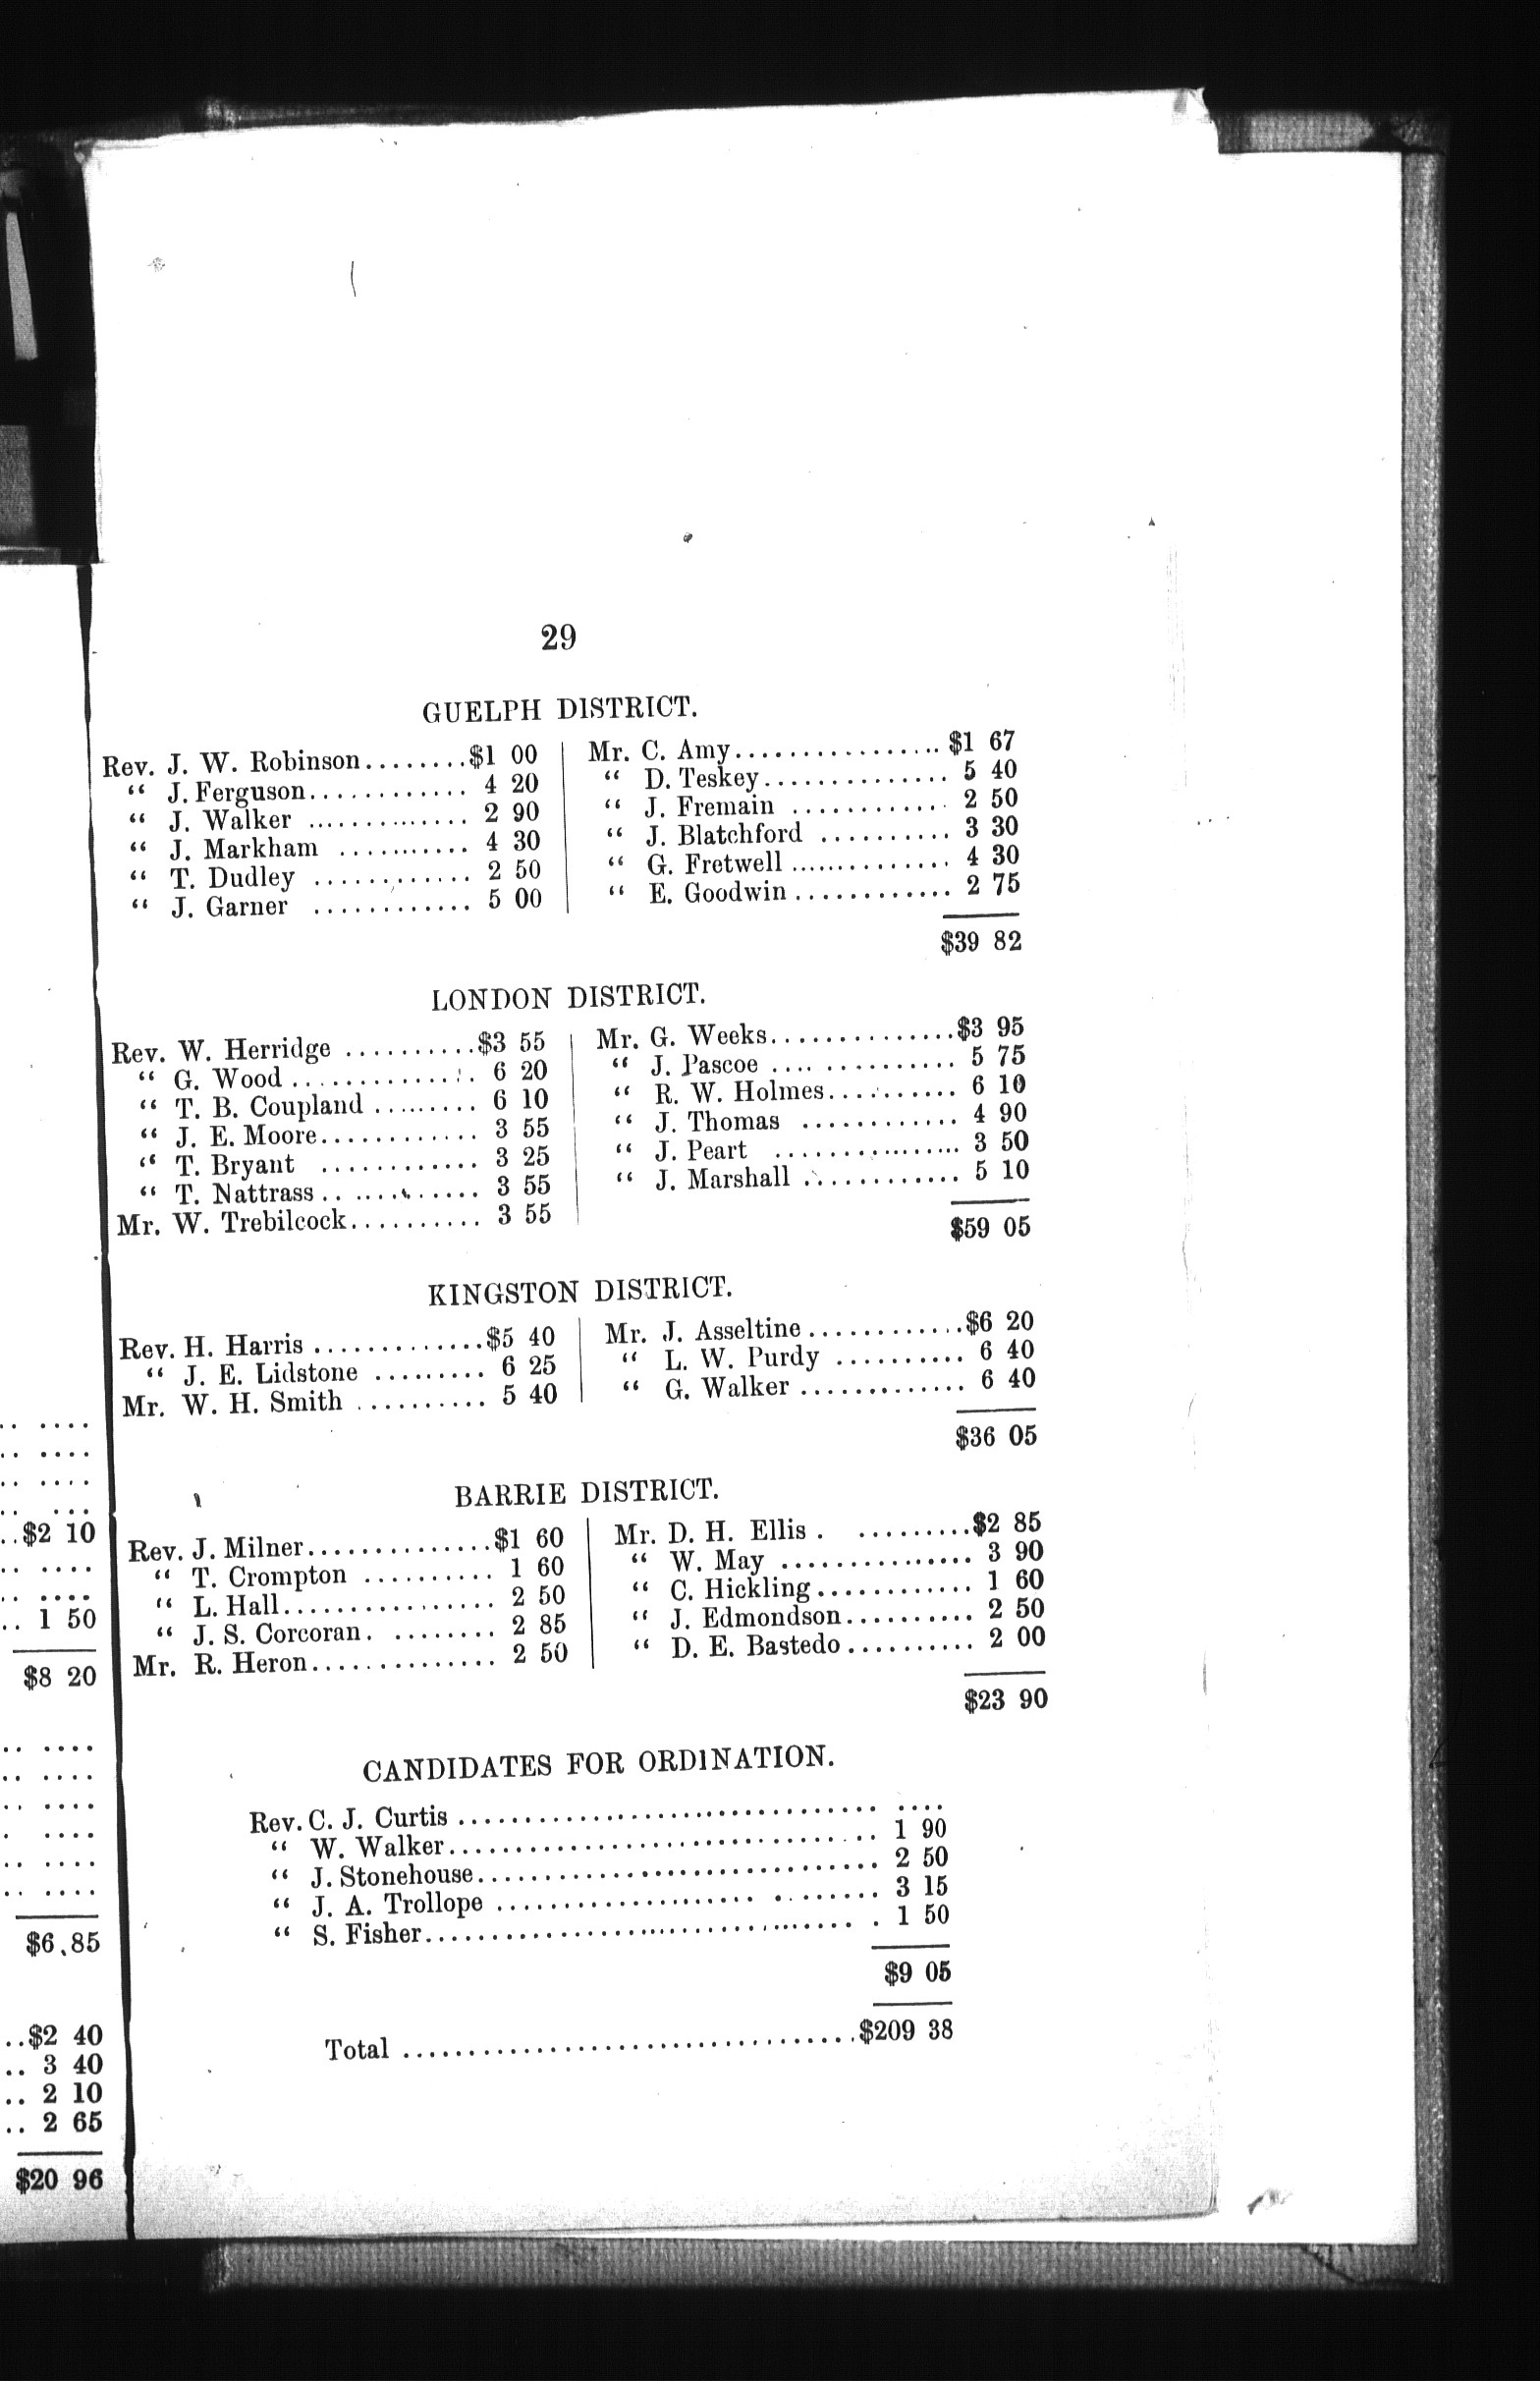 29
GUELPH DISTRICT.
Rev. J. W. Robinson........$1 00
“ J. Ferguson............ 4 20
“ J. Walker ............ 2 90
“ J. Markham .......... 4 30
“ T. Dudley ............ 2 50
“ J. Garner ............ 5 00
Mr. C. Amy................$1 67
“ D. Teskey.............. 5 40
“ J. Fremain ............ 2 50
“ J. Blatchford .......... 3 30
“ G. Fretwell ............. 4 30
“ E. Goodwin ............ 2 75
$39 82
LONDON DISTRICT.
Rev. W. Herridge ..........$3 55
“ G. Wood .............. 6 20
“ T. B. Coupland ......... 6 10
“ J. E. Moore............ 3 55
“ T. Bryant ............ 3 25
“ T. Nattrass............ 3 55
Mr. W. Trebilcock.......... 3 55
Mr. G. Weeks..............$3 95
“ J. Pascoe .............. 5 75
“ R. W. Holmes.......... 6 10
“ J. Thomas ............ 4 90
“ J. Peart .............. 3 50
“ J. Marshall ............ 5 10
$59 05
KINGSTON DISTRICT.
Rev. H. Harris .............$5 40
“ J. E. Lidstone ......... 6 25
Mr. W. H. Smith .......... 5 40
Mr. J. Asseltine ............$6 20
“ L. W. Purdy .......... 6 40
“ G. Walker ............. 6 40
$36 05
BARRIE DISTRICT.
Rev. J. Milner..............$1 60
“ T. Crompton .......... 1 60
“ L. Hall................ 2 50
“ J. S. Corcoran. ........ 2 85
Mr. R. Heron.............. 2 50
Mr. D. H. Ellis . .........$2 85
“ W. May ............... 3 90
“ C. Hickling............ 1 60
“ J. Edmondson.......... 2 50
“ D. E. Bastedo .......... 2 00
$23 90
CANDIDATES FOR ORDINATION.
Rev. C. J. Curtis ................................ ....
“ W. Walker................................ 1 90
“ J. Stonehouse.............................. 2 50
“ J. A. Trollope ............................. 3 15
“ S. Fisher.................................. 1 50
$9 05
Total ..................................$209 38
..$2 10
.. 1 50
$8 20
$6.85
..$2 40
.. 3 40
.. 2 10
.. 2 65
$20 96